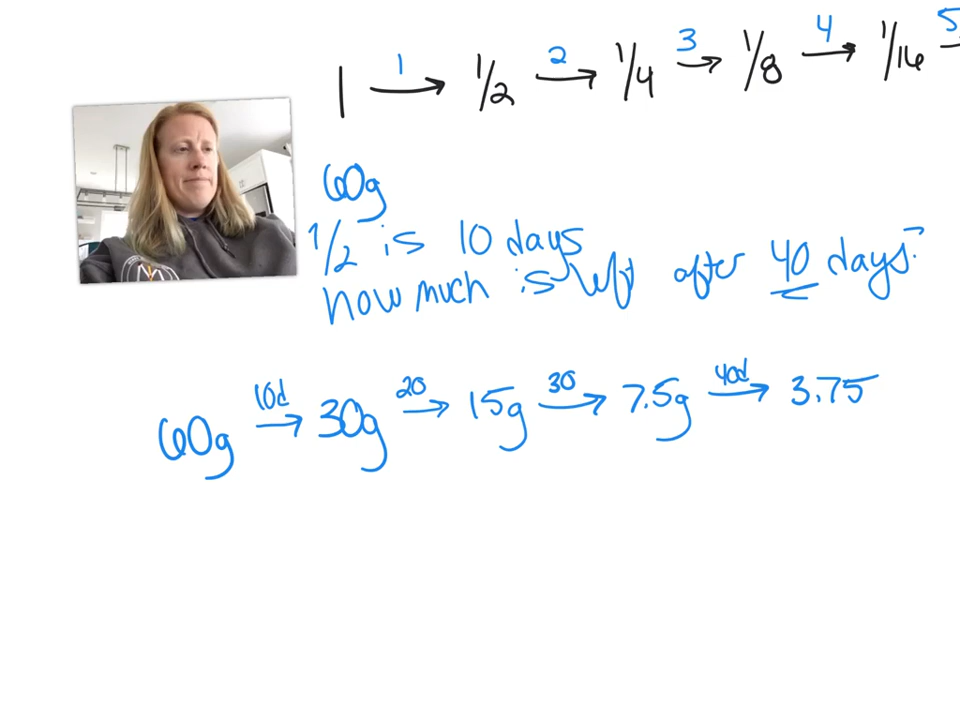 1 →1 1/2 →2 1/4 →3 1/8 →4 1/16 →5
60g
1/2 is 10 days
how much is left after 40 days?
60g →10d 30g →20 15g →30 7.5g →40d 3.75